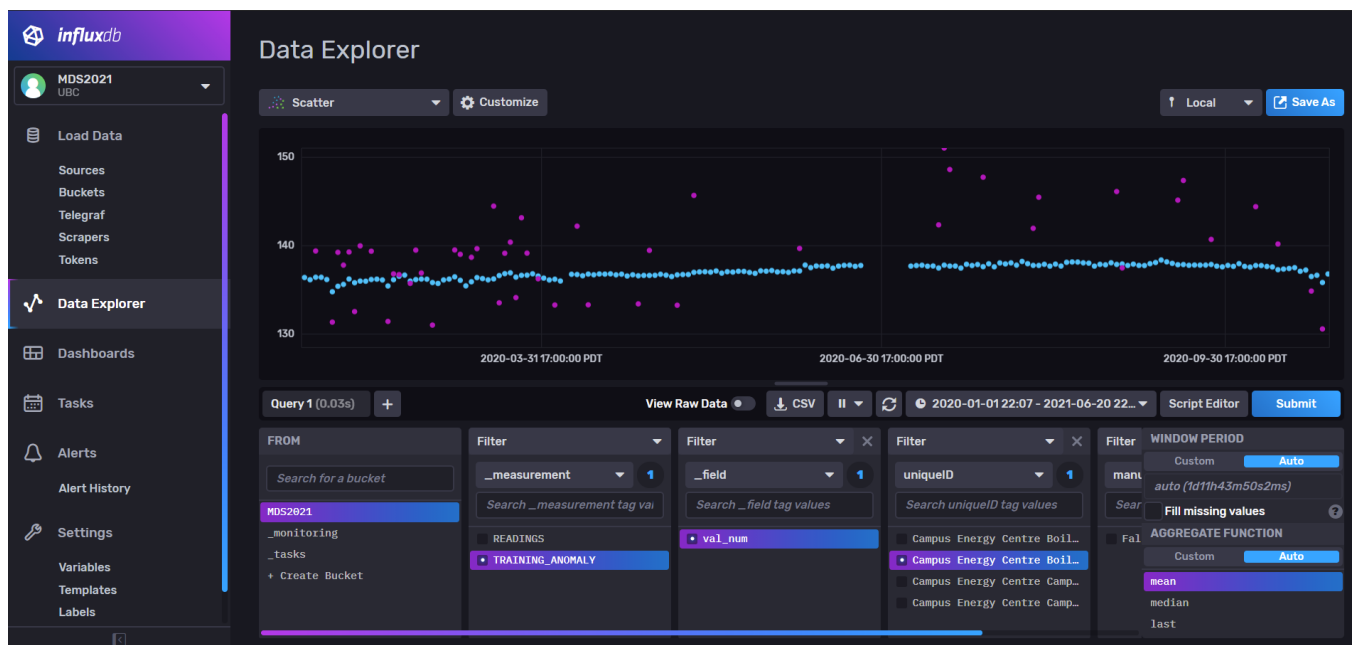 influxdb
Data Explorer
MDS2021
UBC
Scatter
Customize
Local
Save As
Load Data
Sources
Buckets
Telegraf
Scrapers
Tokens
Data Explorer
Dashboards
Tasks
Alerts
Alert History
Settings
Variables
Templates
Labels
150
140
130
2020-03-31 17:00:00 PDT
2020-06-30 17:00:00 PDT
2020-09-30 17:00:00 PDT
Query 1 (0.03s)
+
View Raw Data
CSV
2020-01-01 22:07 - 2021-06-20 22...
Script Editor
Submit
FROM
Search for a bucket
MDS2021
_monitoring
_tasks
+ Create Bucket
Filter
_measurement
1
Search _measurement tag val
READINGS
TRAINING_ANOMALY
Filter
_field
1
Search _field tag values
val_num
Filter
uniqueID
1
Search uniqueID tag values
Campus Energy Centre Boil…
Campus Energy Centre Boil…
Campus Energy Centre Camp…
Campus Energy Centre Camp…
Filter
manu
Sear
Fal
WINDOW PERIOD
Custom
Auto
auto (1d11h43m50s2ms)
Fill missing values
?
AGGREGATE FUNCTION
Custom
Auto
mean
median
last